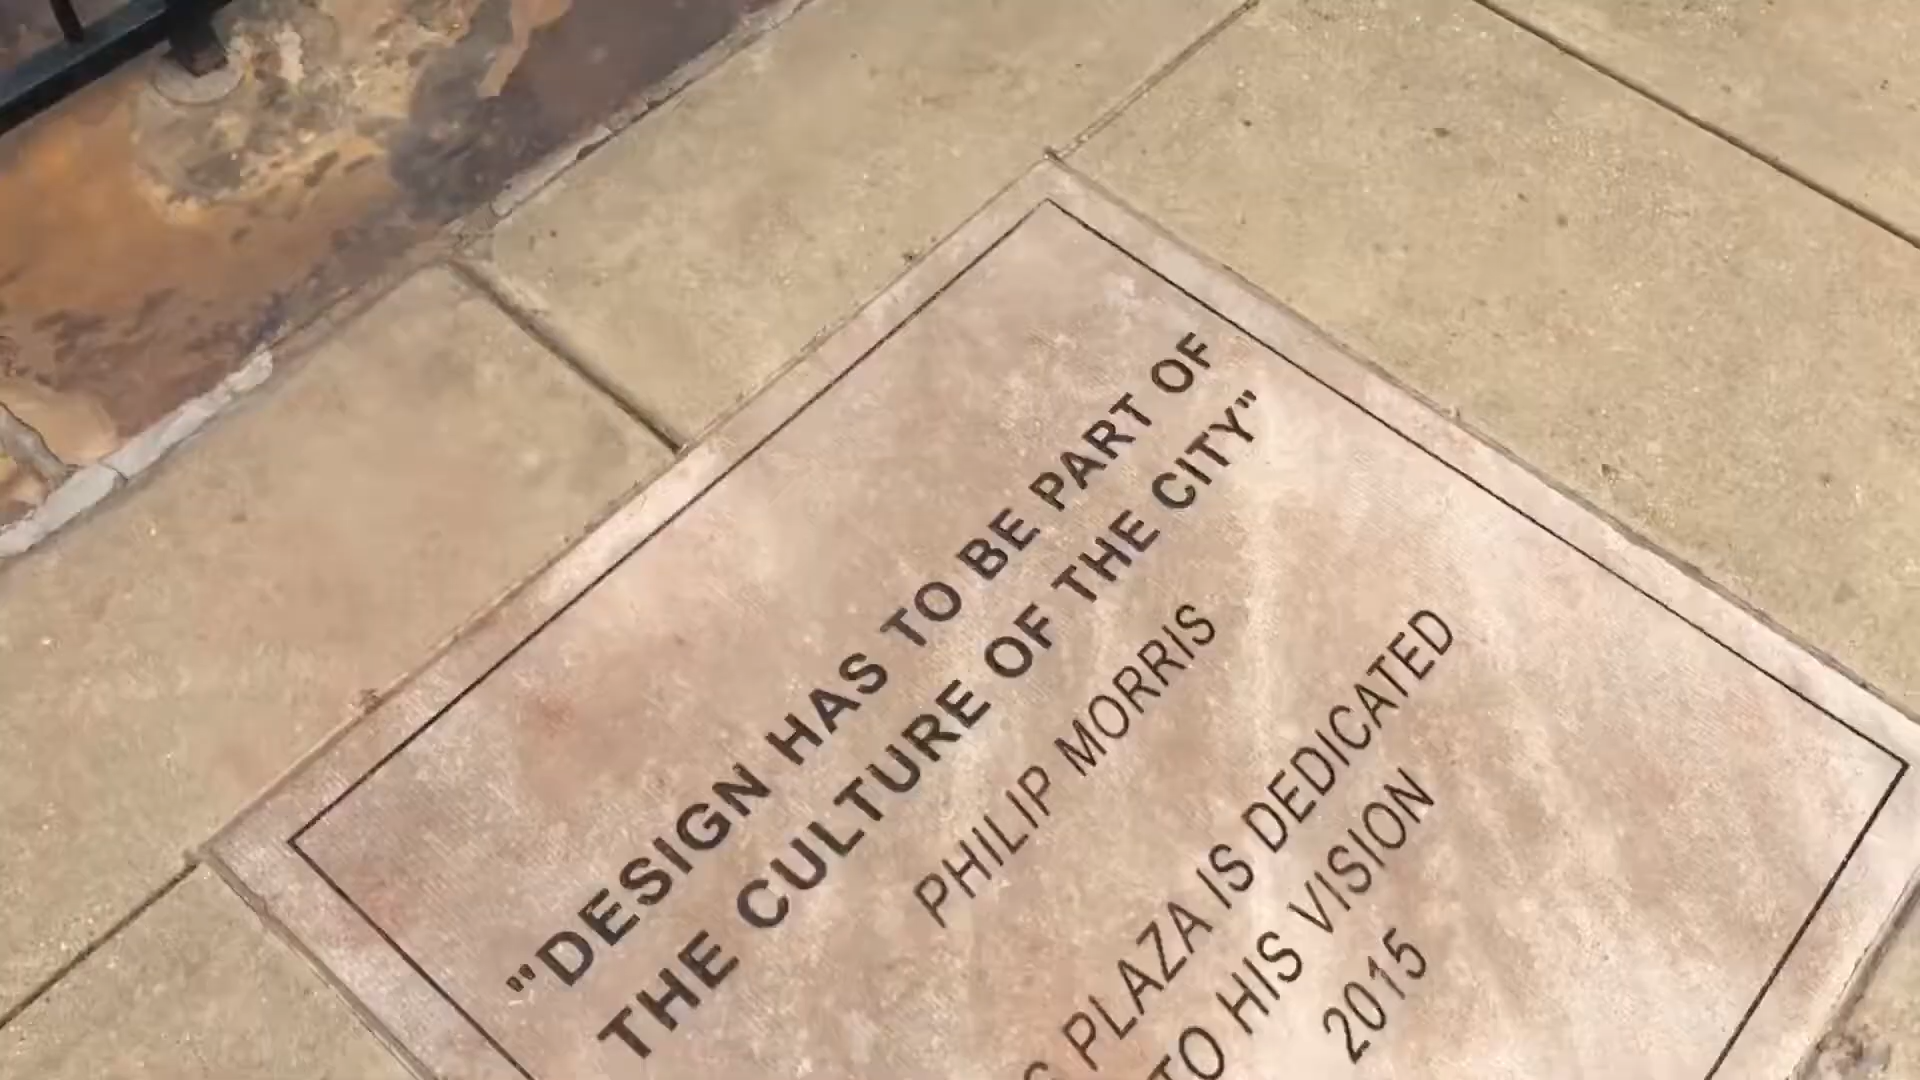 "DESIGN HAS TO BE PART OF
THE CULTURE OF THE CITY"
PHILIP MORRIS
PLAZA IS DEDICATED
TO HIS VISION
2015